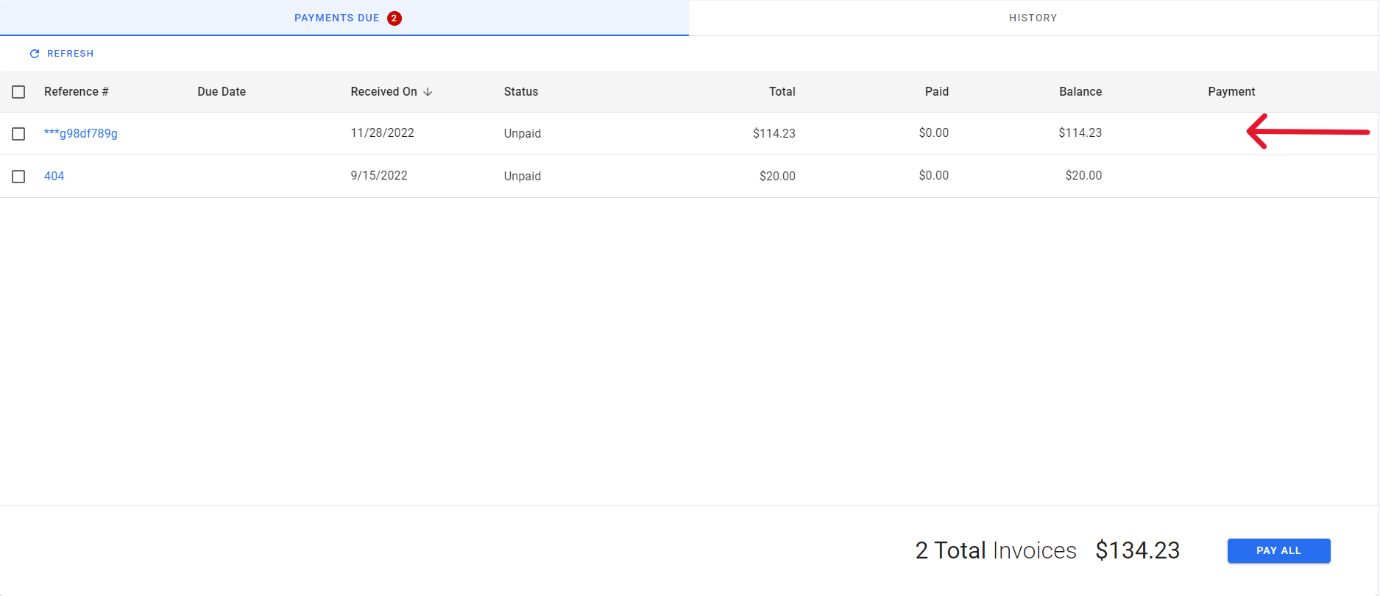 PAYMENTS DUE 2 HISTORY
REFRESH
Reference # Due Date Received On Status Total Paid Balance Payment
***g98df789g 11/28/2022 Unpaid $114.23 $0.00 $114.23
404 9/15/2022 Unpaid $20.00 $0.00 $20.00
2 Total Invoices $134.23 PAY ALL